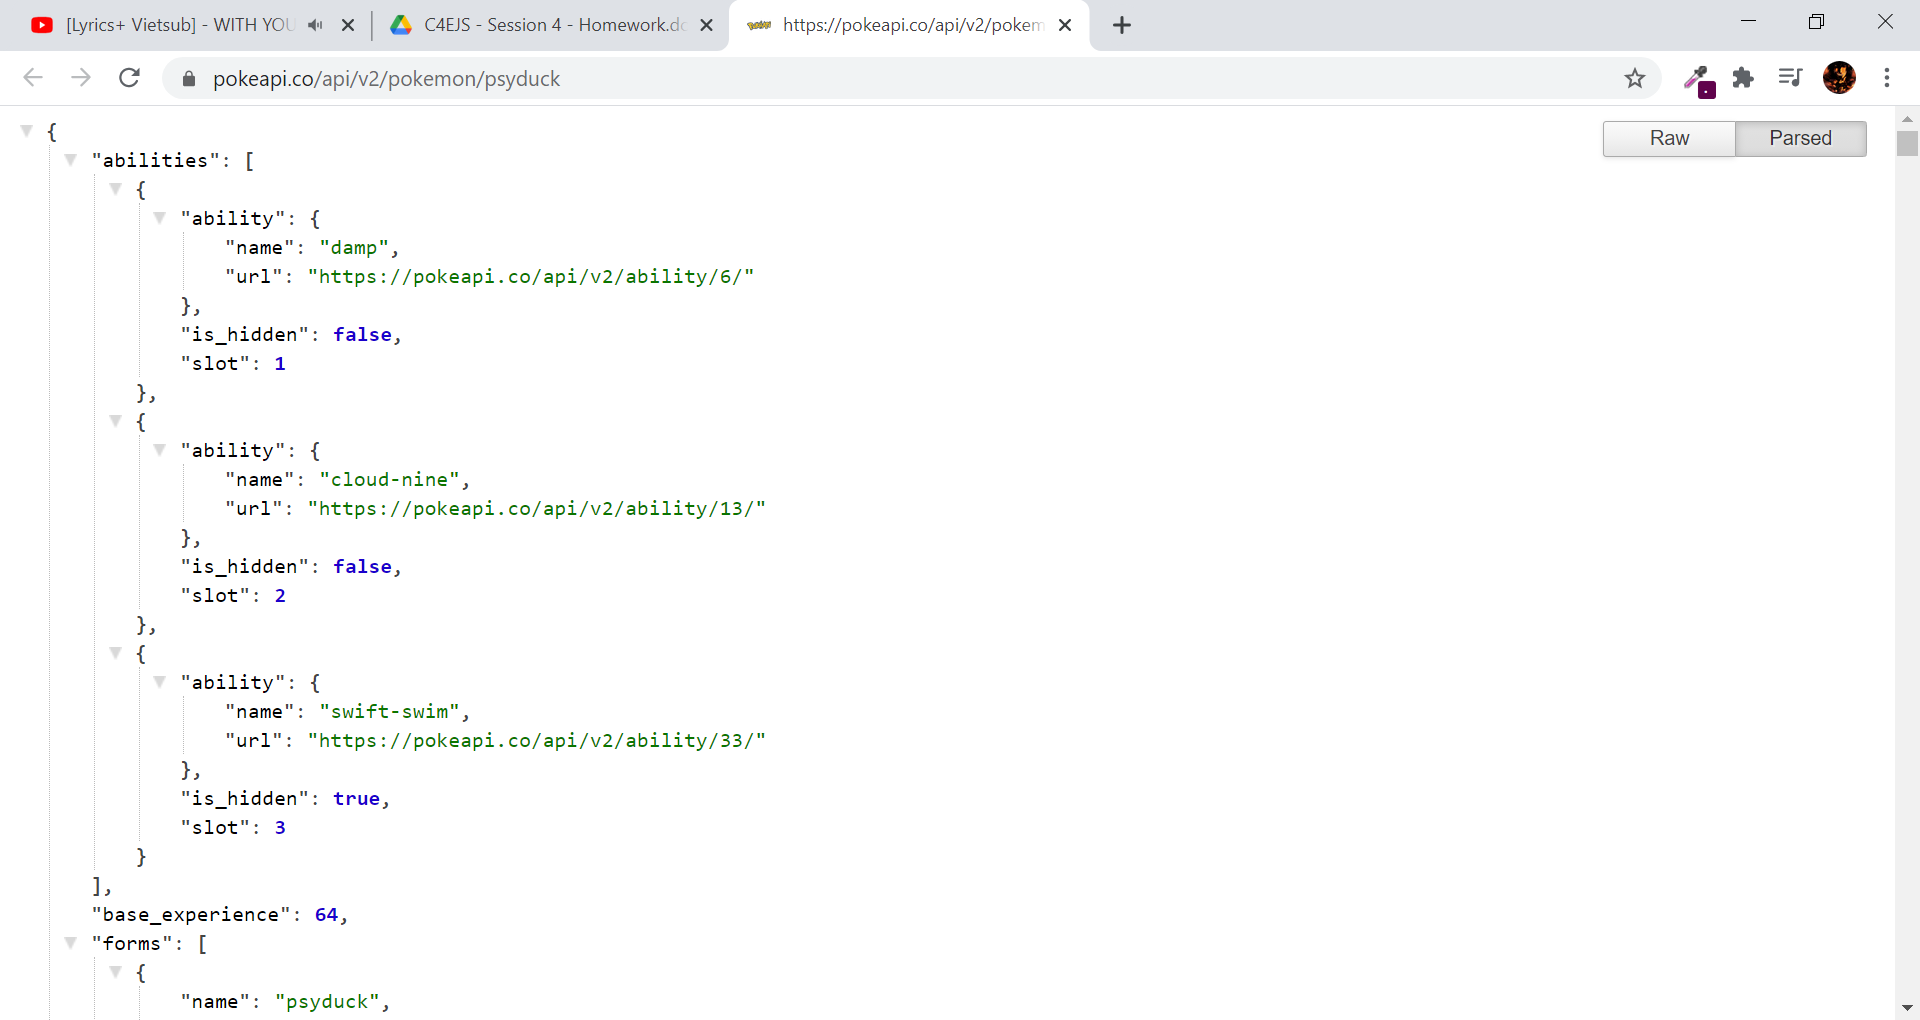 [Lyrics+ Vietsub] - WITH YOU
C4EJS - Session 4 - Homework.do
https://pokeapi.co/api/v2/pokem
pokeapi.co/api/v2/pokemon/psyduck
Raw
Parsed
{
"abilities": [
{
"ability": {
"name": "damp",
"url": "https://pokeapi.co/api/v2/ability/6/"
},
"is_hidden": false,
"slot": 1
},
{
"ability": {
"name": "cloud-nine",
"url": "https://pokeapi.co/api/v2/ability/13/"
},
"is_hidden": false,
"slot": 2
},
{
"ability": {
"name": "swift-swim",
"url": "https://pokeapi.co/api/v2/ability/33/"
},
"is_hidden": true,
"slot": 3
}
],
"base_experience": 64,
"forms": [
{
"name": "psyduck",